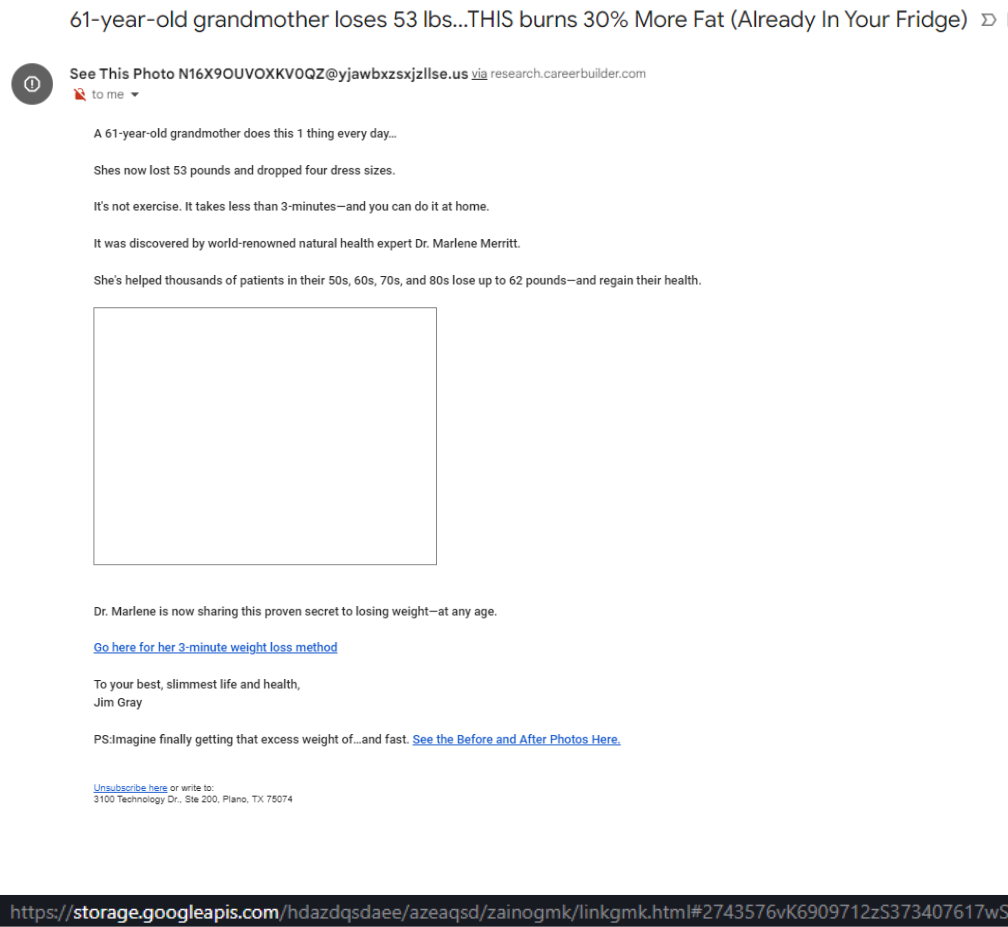 61-year-old grandmother loses 53 lbs...THIS burns 30% More Fat (Already In Your Fridge)
See This Photo N16X9OUVOXKV0QZ@yjawbxzsxjzllse.us via research.careerbuilder.com
to me
A 61-year-old grandmother does this 1 thing every day...
Shes now lost 53 pounds and dropped four dress sizes.
It's not exercise. It takes less than 3-minutes—and you can do it at home.
It was discovered by world-renowned natural health expert Dr. Marlene Merritt.
She's helped thousands of patients in their 50s, 60s, 70s, and 80s lose up to 62 pounds—and regain their health.
Dr. Marlene is now sharing this proven secret to losing weight—at any age.
Go here for her 3-minute weight loss method
To your best, slimmest life and health,
Jim Gray
PS:Imagine finally getting that excess weight of...and fast. See the Before and After Photos Here.
Unsubscribe here or write to:
3100 Technology Dr., Ste 200, Plano, TX 75074
https://storage.googleapis.com/hdazdqsdaee/azeaqsd/zainogmk/linkgmk.html#2743576vK6909712zS373407617wS